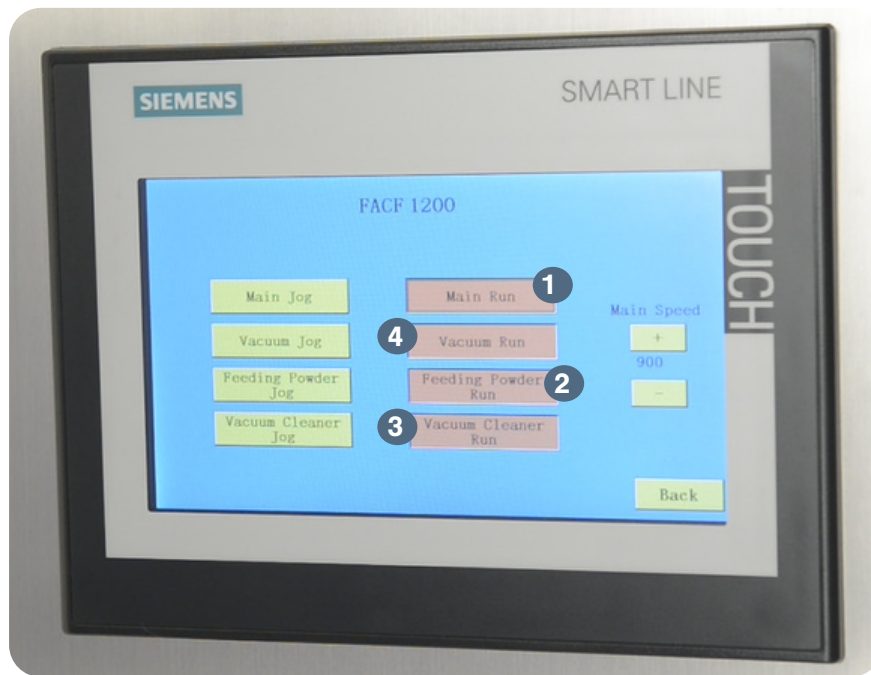 SIEMENS
SMART LINE
TOUCH
FACF 1200
Main Jog
Main Run
1
Vacuum Jog
4
Vacuum Run
Feeding Powder
Jog
Feeding Powder
Run
2
Vacuum Cleaner
Jog
3
Vacuum Cleaner
Run
Main Speed
+
900
-
Back